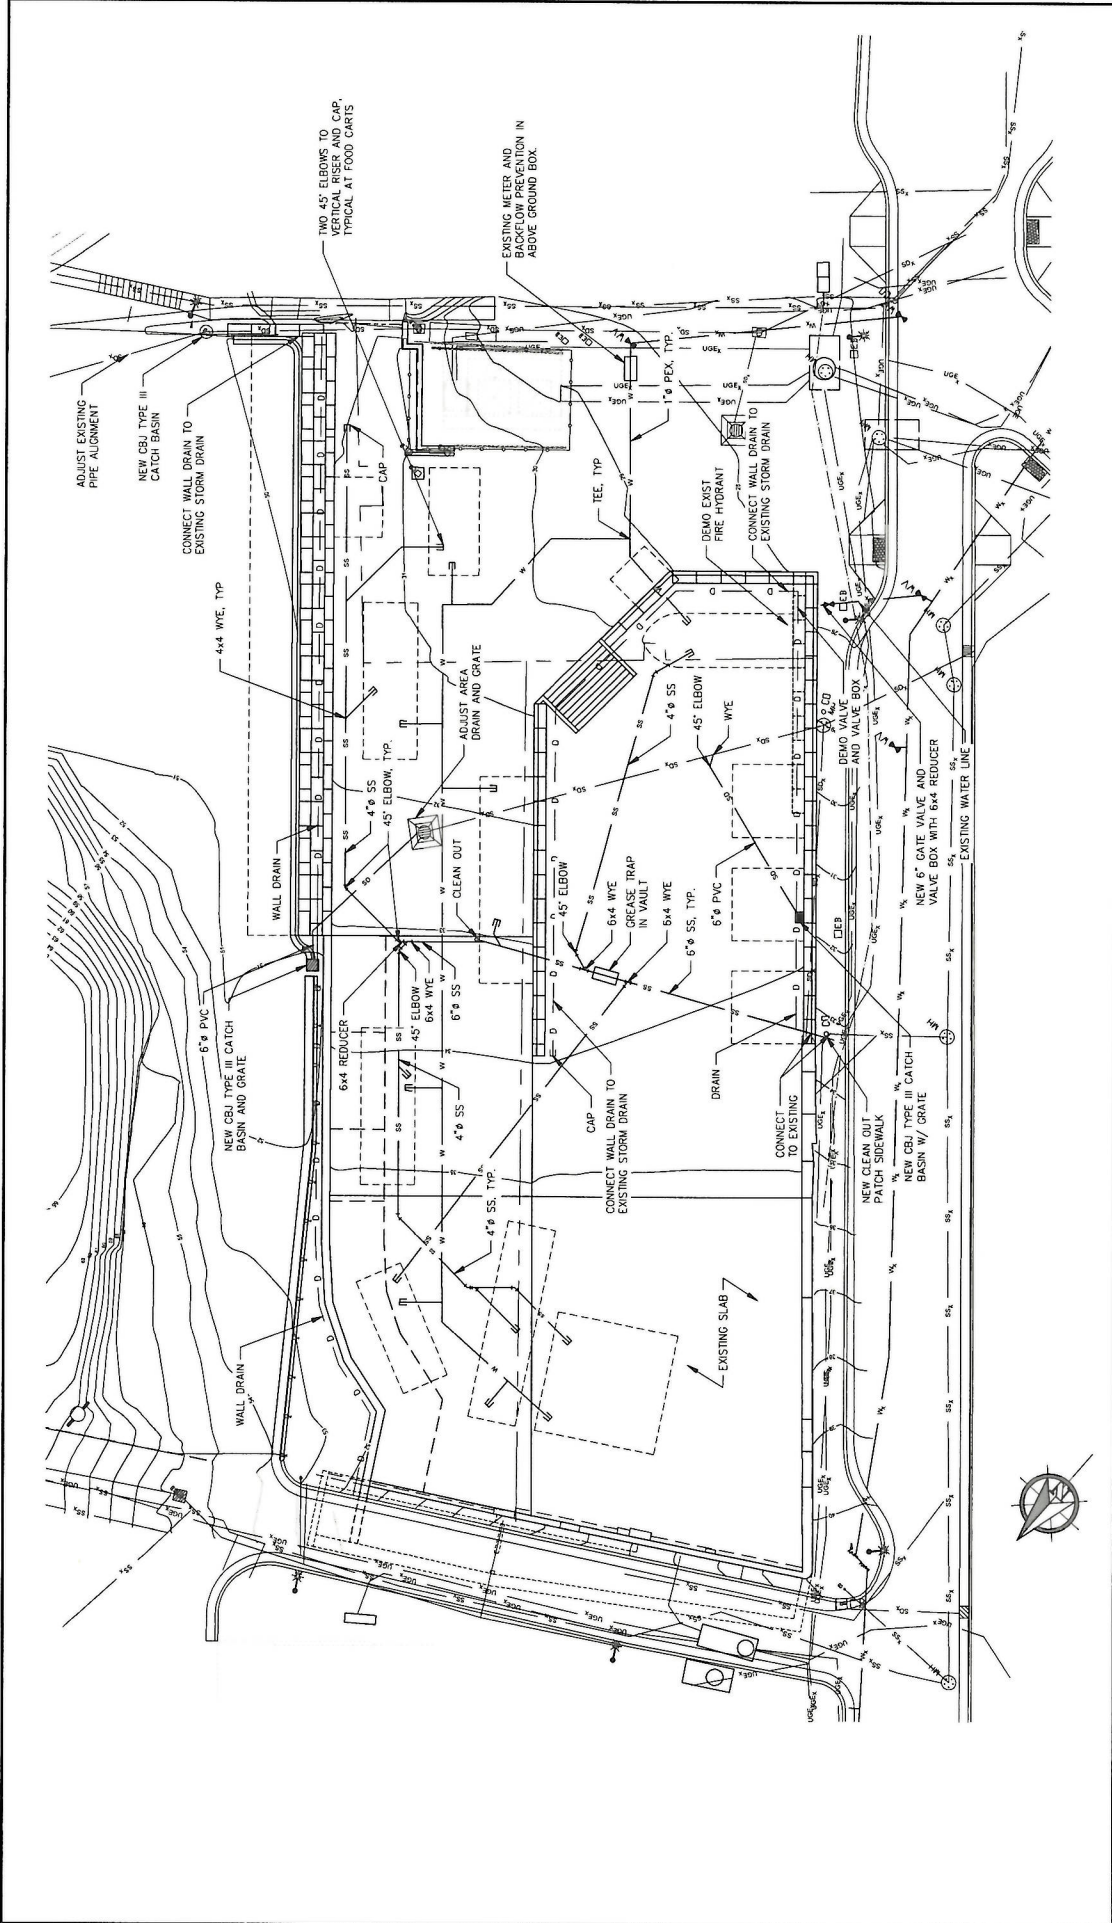 ADJUST EXISTING
PIPE ALIGNMENT
NEW CBJ TYPE III
CATCH BASIN
CONNECT WALL DRAIN TO
EXISTING STORM DRAIN
4x4 WYE, TYP
WALL DRAIN
6"Ø PVC
NEW CBJ TYPE III CATCH
BASIN AND GRATE
WALL DRAIN
TWO 45° ELBOWS TO
VERTICAL RISER AND CAP,
TYPICAL AT FOOD CARTS
CAP
ADJUST AREA
DRAIN AND GRATE
4"Ø SS
45° ELBOW, TYP.
CLEAN OUT
6x4 REDUCER
45° ELBOW
6x4 WYE
6"Ø SS
4"Ø SS
4"Ø SS, TYP.
EXISTING METER AND
BACKFLOW PREVENTION IN
ABOVE GROUND BOX.
1"Ø PEX, TYP.
TEE, TYP
DEMO EXIST
FIRE HYDRANT
CONNECT WALL DRAIN TO
EXISTING STORM DRAIN
4"Ø SS
45° ELBOW
WYE
45° ELBOW
6x4 WYE
GREASE TRAP
IN VAULT
6x4 WYE
6"Ø SS, TYP.
6"Ø PVC
CAP
CONNECT WALL DRAIN TO
EXISTING STORM DRAIN
DRAIN
CONNECT
TO EXISTING
EXISTING SLAB
DEMO VALVE
AND VALVE BOX
NEW 6" GATE VALVE AND
VALVE BOX WITH 6x4 REDUCER
EXISTING WATER LINE
NEW CLEAN OUT
PATCH SIDEWALK
NEW CBJ TYPE III CATCH
BASIN W/ GRATE